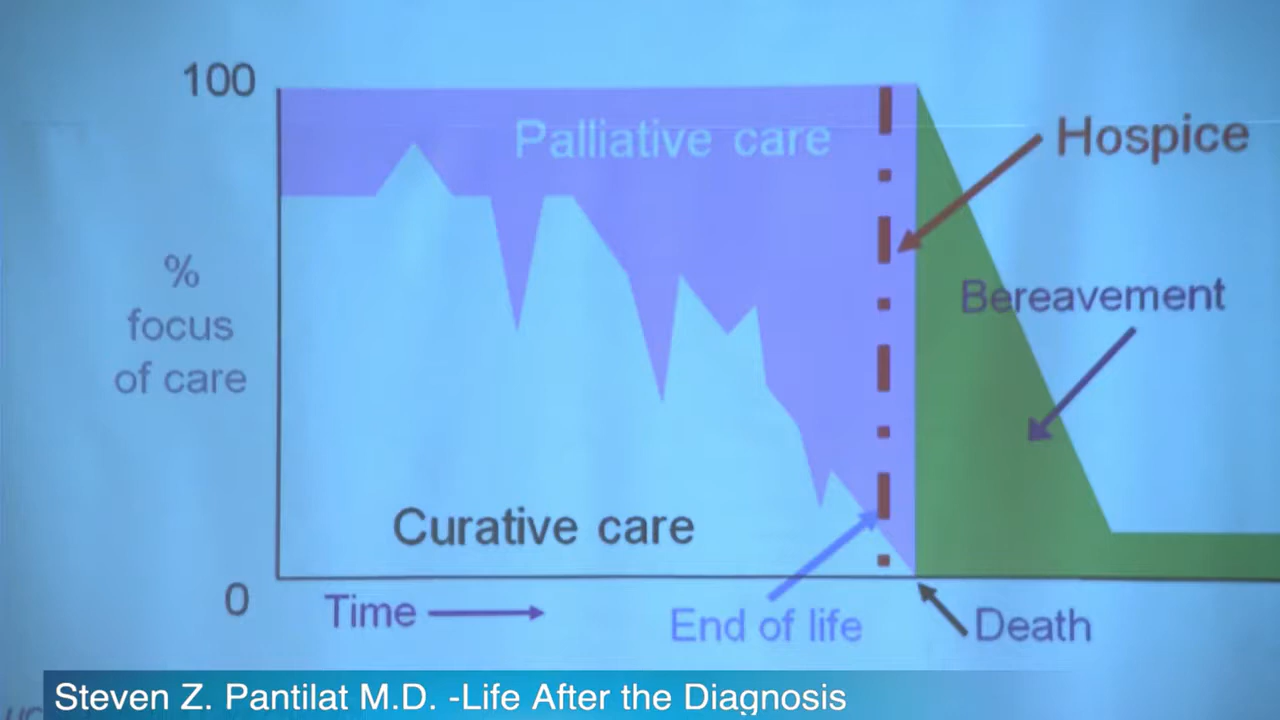 100
Palliative care
Hospice
%
focus
of care
Bereavement
Curative care
0
Time
End of life
Death
Steven Z. Pantilat M.D. -Life After the Diagnosis